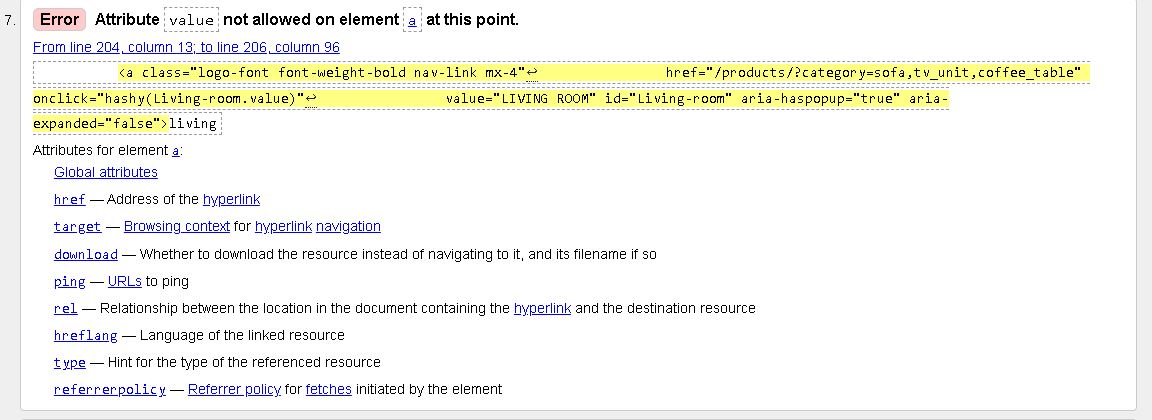 7. Error Attribute value not allowed on element a at this point.
From line 204, column 13; to line 206, column 96
<a class="logo-font font-weight-bold nav-link mx-4"↩ href="/products/?category=sofa,tv_unit,coffee_table"
onclick="hashy(Living-room.value)"↩ value="LIVING ROOM" id="Living-room" aria-haspopup="true" aria-
expanded="false">living
Attributes for element a:
Global attributes
href — Address of the hyperlink
target — Browsing context for hyperlink navigation
download — Whether to download the resource instead of navigating to it, and its filename if so
ping — URLs to ping
rel — Relationship between the location in the document containing the hyperlink and the destination resource
hreflang — Language of the linked resource
type — Hint for the type of the referenced resource
referrerpolicy — Referrer policy for fetches initiated by the element